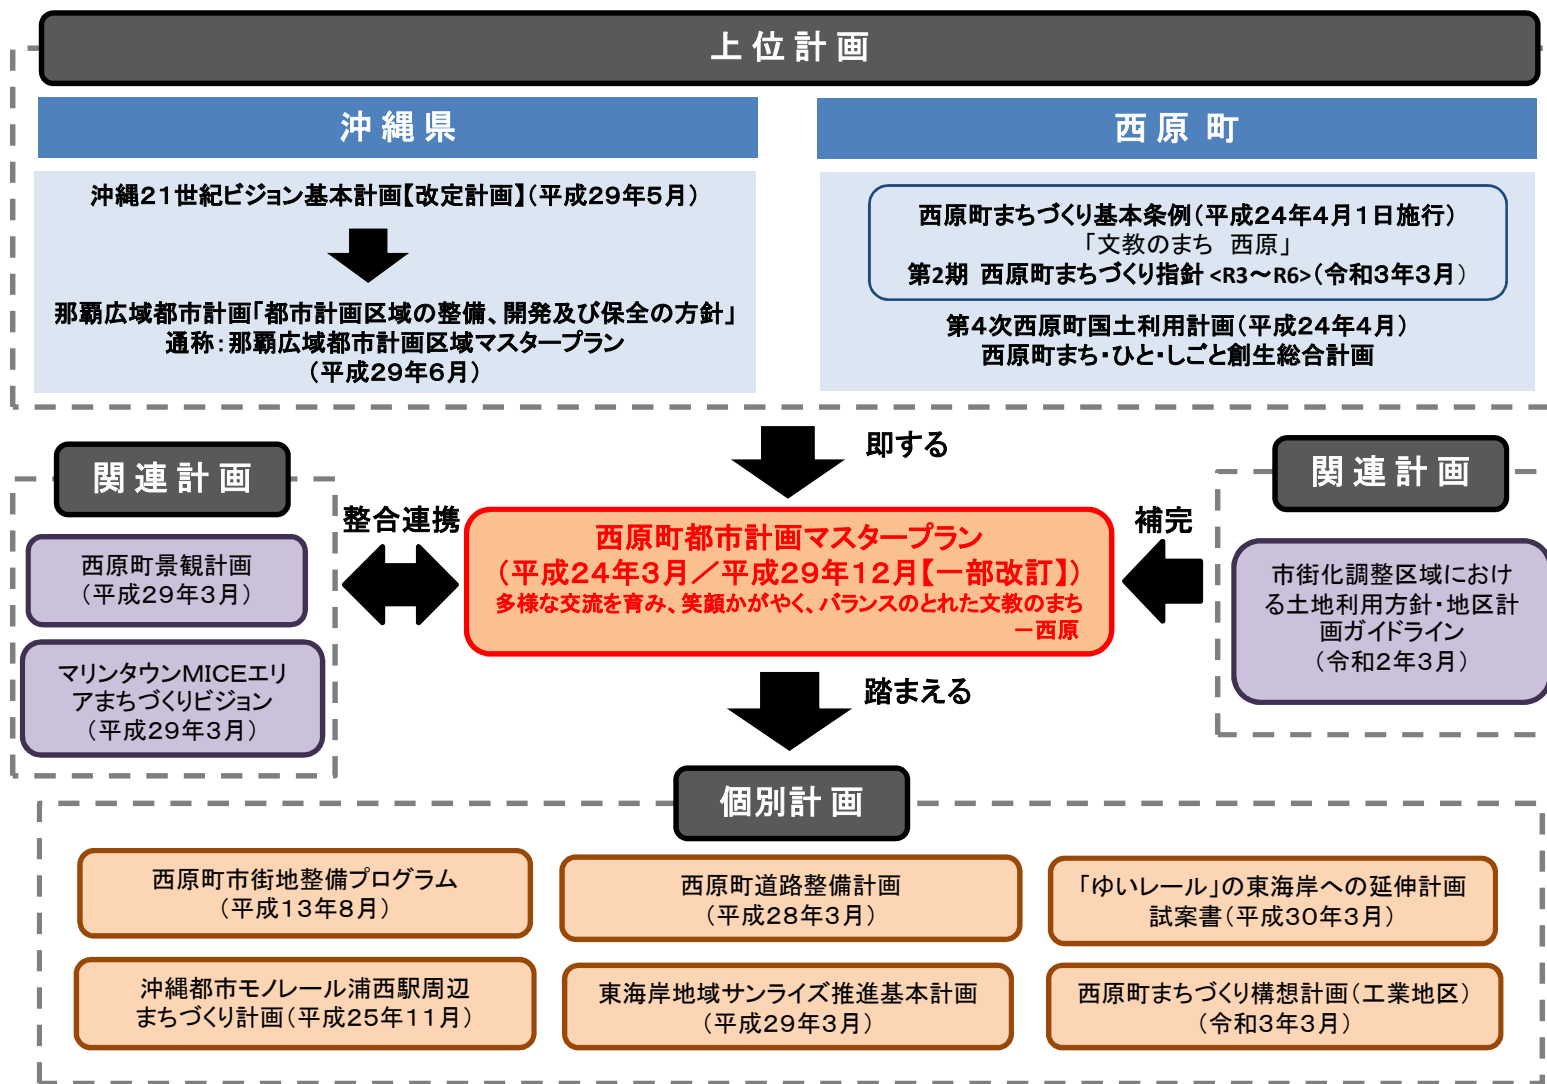 上位計画
沖縄県
沖縄21世紀ビジョン基本計画【改定計画】（平成29年5月）
那覇広域都市計画「都市計画区域の整備、開発及び保全の方針」
通称：那覇広域都市計画区域マスタープラン
（平成29年6月）
西原町
西原町まちづくり基本条例（平成24年4月1日施行）
「文教のまち　西原」
第2期 西原町まちづくり指針 <R3～R6>（令和3年3月）
第4次西原町国土利用計画（平成24年4月）
西原町まち・ひと・しごと創生総合計画
即する
関連計画
西原町景観計画
（平成29年3月）
マリンタウンMICEエリ
アまちづくりビジョン
（平成29年3月）
整合連携
西原町都市計画マスタープラン
（平成24年3月／平成29年12月【一部改訂】）
多様な交流を育み、笑顔かがやく、バランスのとれた文教のまち
－西原
補完
関連計画
市街化調整区域におけ
る土地利用方針・地区計
画ガイドライン
（令和2年3月）
踏まえる
個別計画
西原町市街地整備プログラム
（平成13年8月）
西原町道路整備計画
（平成28年3月）
「ゆいレール」の東海岸への延伸計画
試案書（平成30年3月）
沖縄都市モノレール浦西駅周辺
まちづくり計画（平成25年11月）
東海岸地域サンライズ推進基本計画
（平成29年3月）
西原町まちづくり構想計画（工業地区）
（令和3年3月）